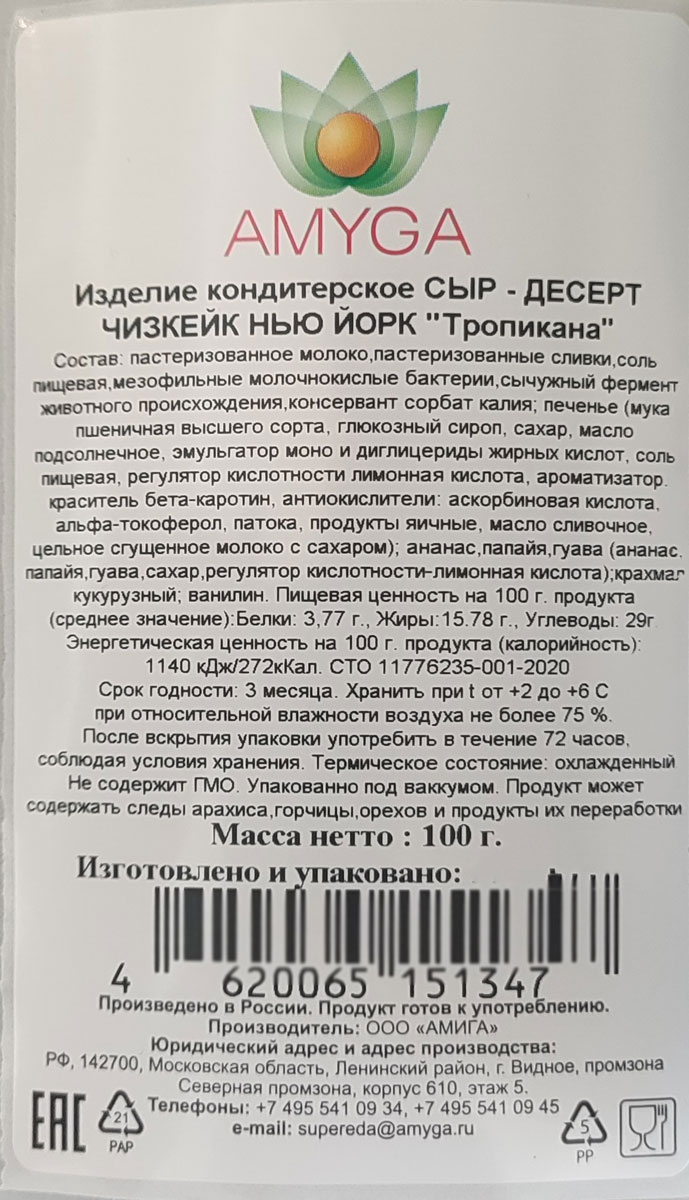 AMYGA
Изделие кондитерское СЫР - ДЕСЕРТ
ЧИЗКЕЙК НЬЮ ЙОРК "Тропикана"
Состав: пастеризованное молоко,пастеризованные сливки,соль
пищевая,мезофильные молочнокислые бактерии,сычужный фермент
животного происхождения,консервант сорбат калия; печенье (мука
пшеничная высшего сорта, глюкозный сироп, сахар, масло
подсолнечное, эмульгатор моно и диглицериды жирных кислот, соль
пищевая, регулятор кислотности лимонная кислота, ароматизатор.
краситель бета-каротин, антиокислители: аскорбиновая кислота,
альфа-токоферол, патока, продукты яичные, масло сливочное,
цельное сгущенное молоко с сахаром); ананас,папайя,гуава (ананас.
папайя,гуава,сахар,регулятор кислотности-лимонная кислота);крахмал
кукурузный; ванилин. Пищевая ценность на 100 г. продукта
(среднее значение):Белки: 3,77 г., Жиры:15.78 г., Углеводы: 29г.
Энергетическая ценность на 100 г. продукта (калорийность):
1140 кДж/272кКал. СТО 11776235-001-2020
Срок годности: 3 месяца. Хранить при t от +2 до +6 С
при относительной влажности воздуха не более 75 %.
После вскрытия упаковки употребить в течение 72 часов,
соблюдая условия хранения. Термическое состояние: охлажденный
Не содержит ГМО. Упакованно под ваккумом. Продукт может
содержать следы арахиса,горчицы,орехов и продукты их переработки
Масса нетто : 100 г.
Изготовлено и упаковано:
4 620065 151347
Произведено в России. Продукт готов к употреблению.
Производитель: ООО «АМИГА»
Юридический адрес и адрес производства:
РФ, 142700, Московская область, Ленинский район, г. Видное, промзона
Северная промзона, корпус 610, этаж 5.
Телефоны: +7 495 541 09 34, +7 495 541 09 45
e-mail: supereda@amyga.ru
EAC
21
PAP
5
PP